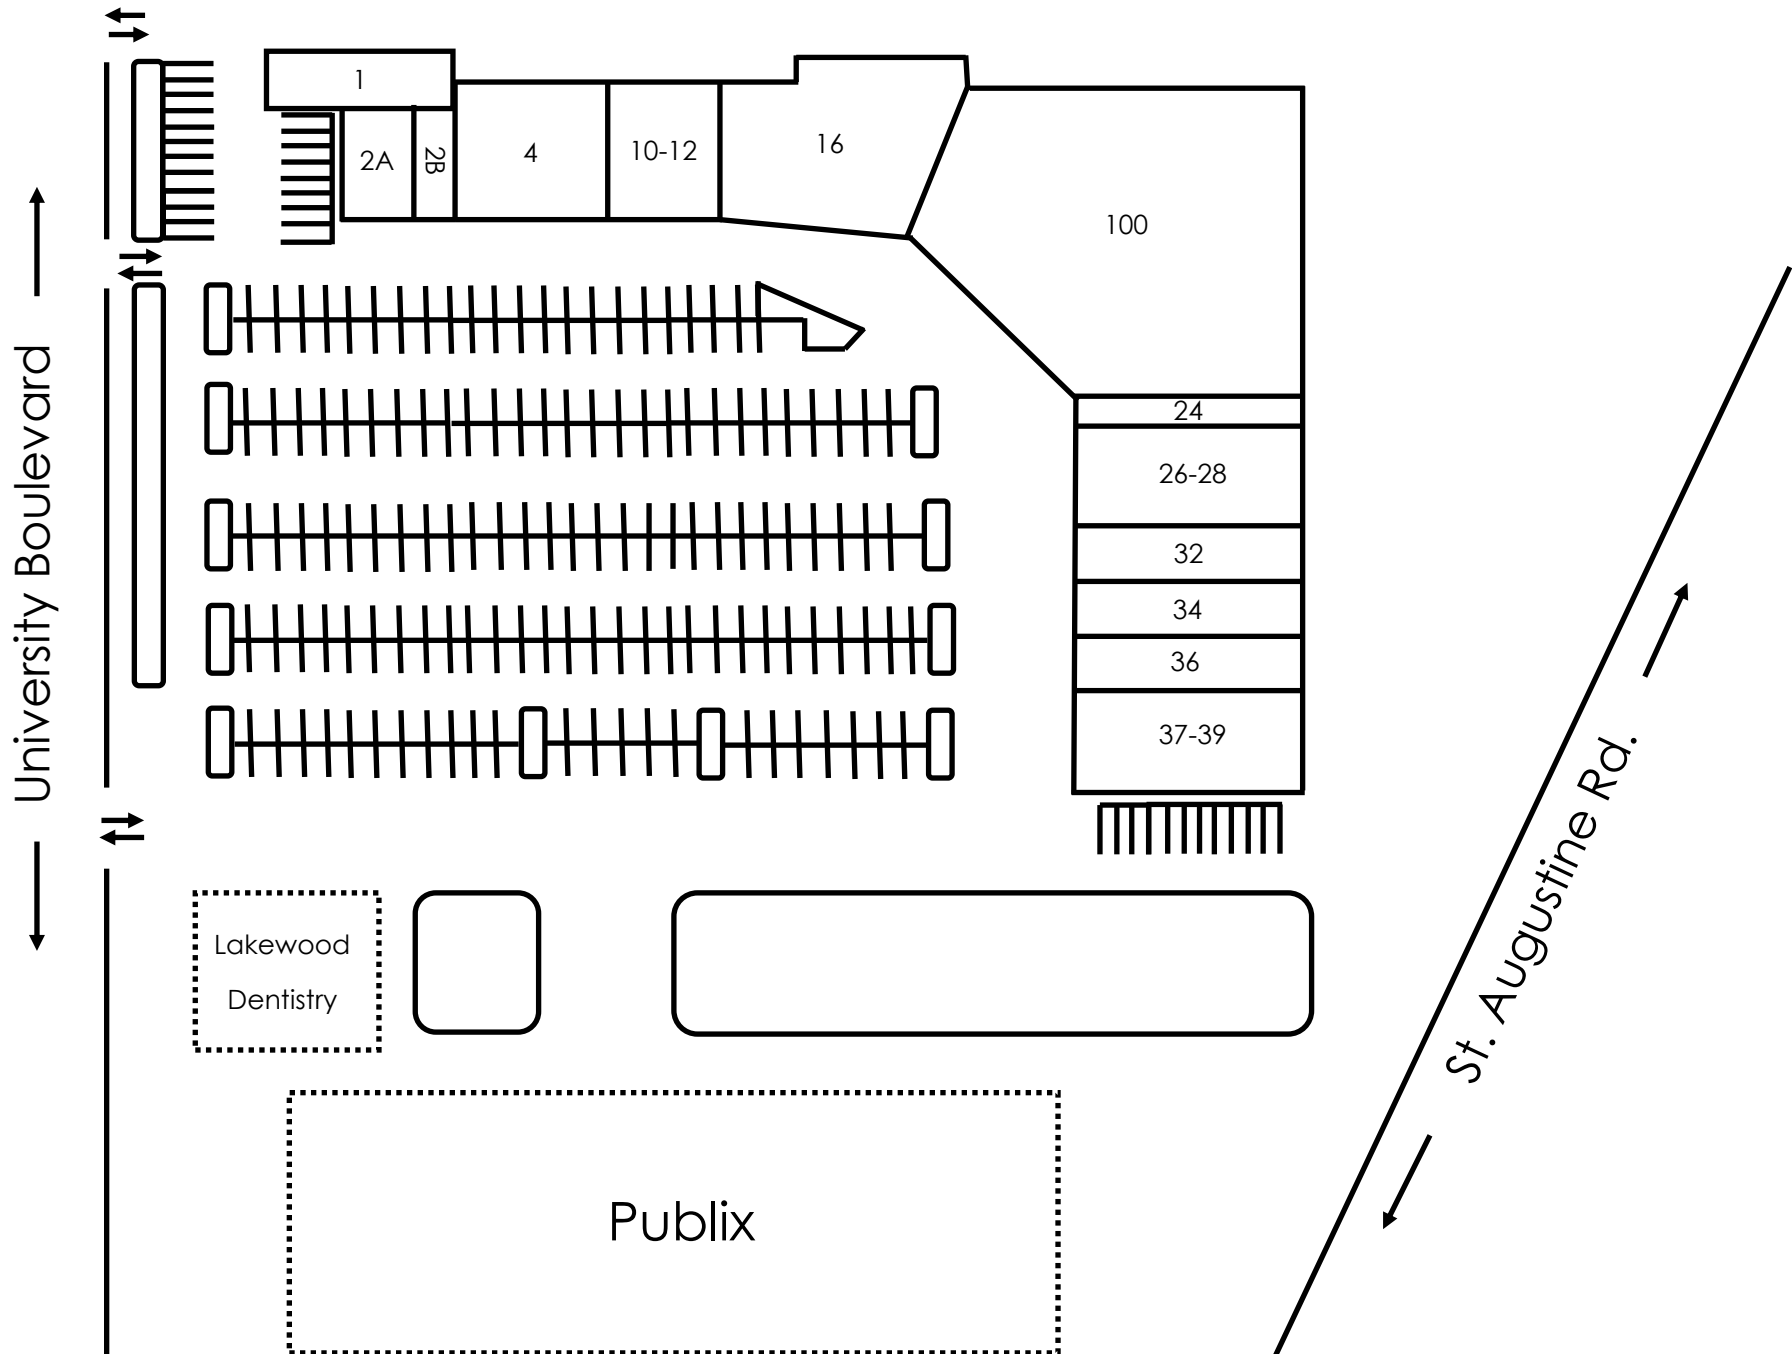 1
2A
2B
4
10-12
16
100
24
26-28
32
34
36
37-39
University Boulevard
St. Augustine Rd.
Lakewood
Dentistry
Publix